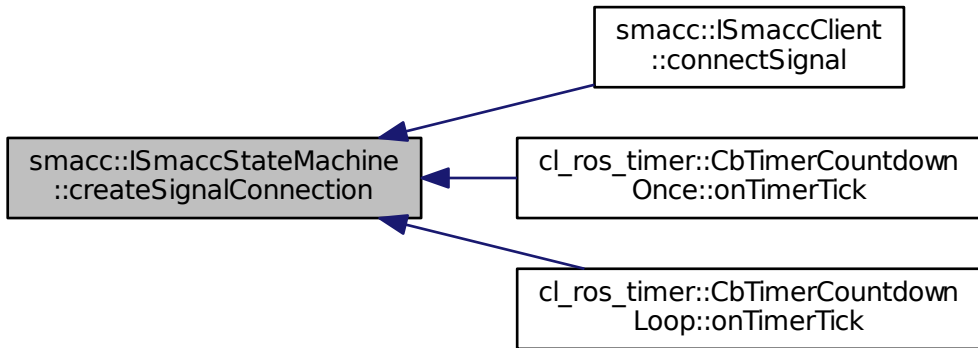 smacc::ISmaccClient
::connectSignal
smacc::ISmaccStateMachine
::createSignalConnection
cl_ros_timer::CbTimerCountdown
Once::onTimerTick
cl_ros_timer::CbTimerCountdown
Loop::onTimerTick